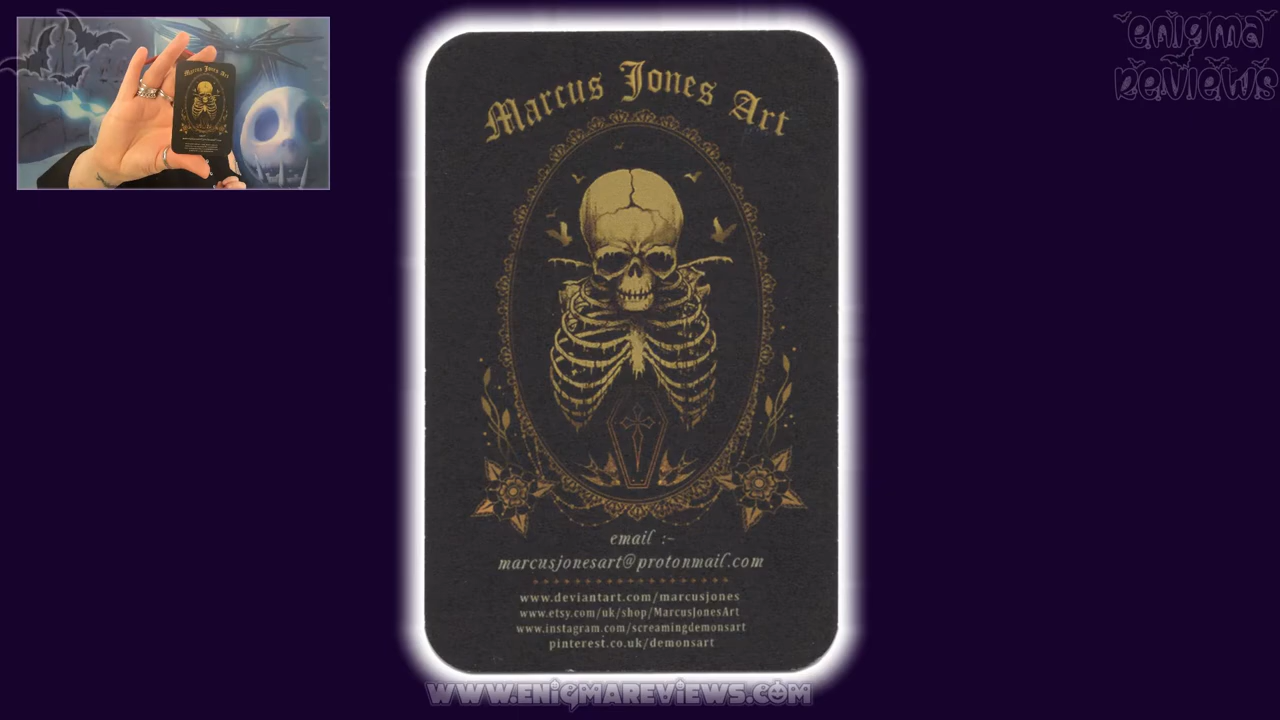 enigma
Reviews
Marcus Jones Art
email :~
marcusjonesart@protonmail.com
www.deviantart.com/marcusjones
www.etsy.com/uk/shop/MarcusJonesArt
www.instagram.com/screamingdemonsart
pinterest.co.uk/demonsart
www.enigmareviews.com